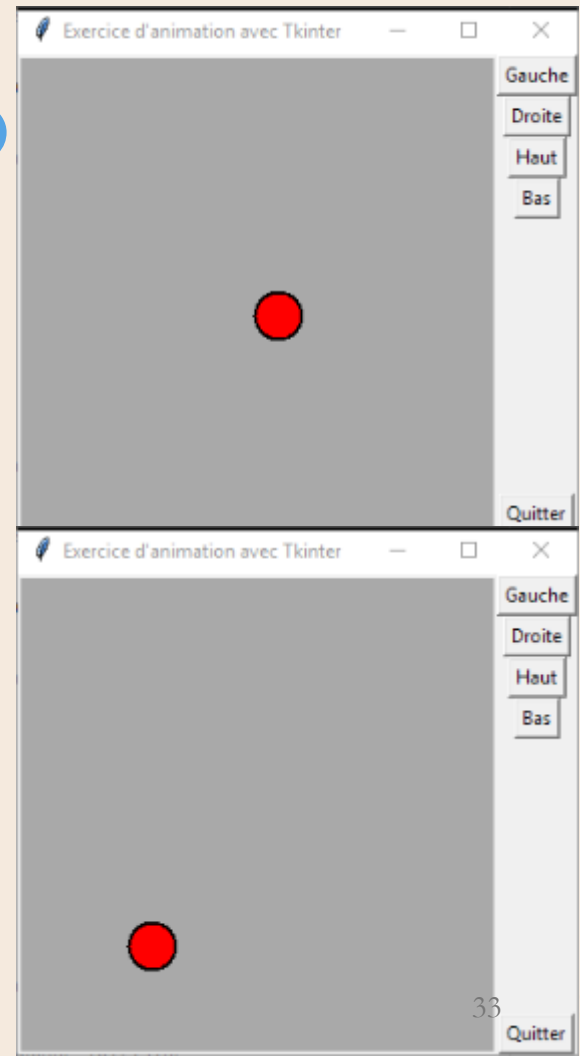 Exercice d'animation avec Tkinter
Gauche
Droite
Haut
Bas
Quitter
Exercice d'animation avec Tkinter
Gauche
Droite
Haut
Bas
33
Quitter